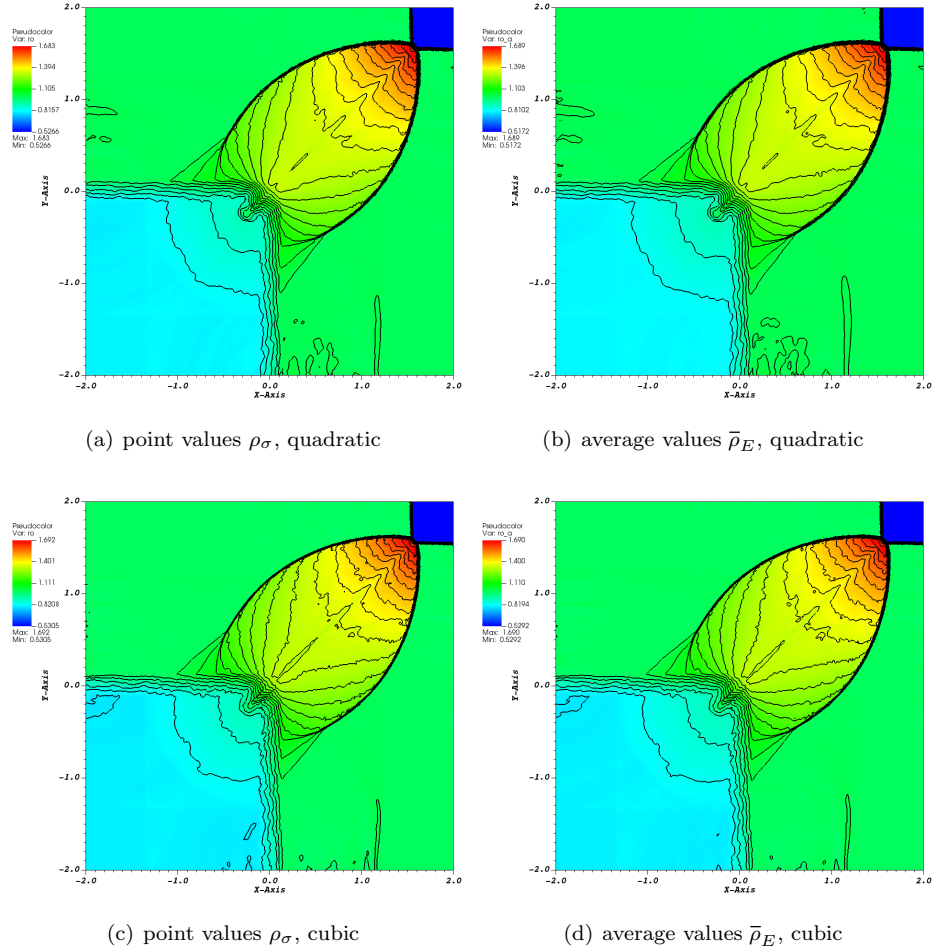 Pseudocolor
Var: ro
1.683
1.394
1.105
0.8157
0.5266
Max: 1.683
Min: 0.5266
2.0
1.0
0.0
-1.0
-2.0
Y-Axis
-2.0 -1.0 0.0 1.0 2.0
X-Axis
(a) point values ρσ, quadratic
Pseudocolor
Var: ro_a
1.689
1.396
1.103
0.8102
0.5172
Max: 1.689
Min: 0.5172
2.0
1.0
0.0
-1.0
-2.0
Y-Axis
-2.0 -1.0 0.0 1.0 2.0
X-Axis
(b) average values ρ̅E, quadratic
Pseudocolor
Var: ro
1.692
1.401
1.111
0.8208
0.5305
Max: 1.692
Min: 0.5305
2.0
1.0
0.0
-1.0
-2.0
Y-Axis
-2.0 -1.0 0.0 1.0 2.0
X-Axis
(c) point values ρσ, cubic
Pseudocolor
Var: ro_a
1.690
1.400
1.110
0.8194
0.5292
Max: 1.690
Min: 0.5292
2.0
1.0
0.0
-1.0
-2.0
Y-Axis
-2.0 -1.0 0.0 1.0 2.0
X-Axis
(d) average values ρ̅E, cubic